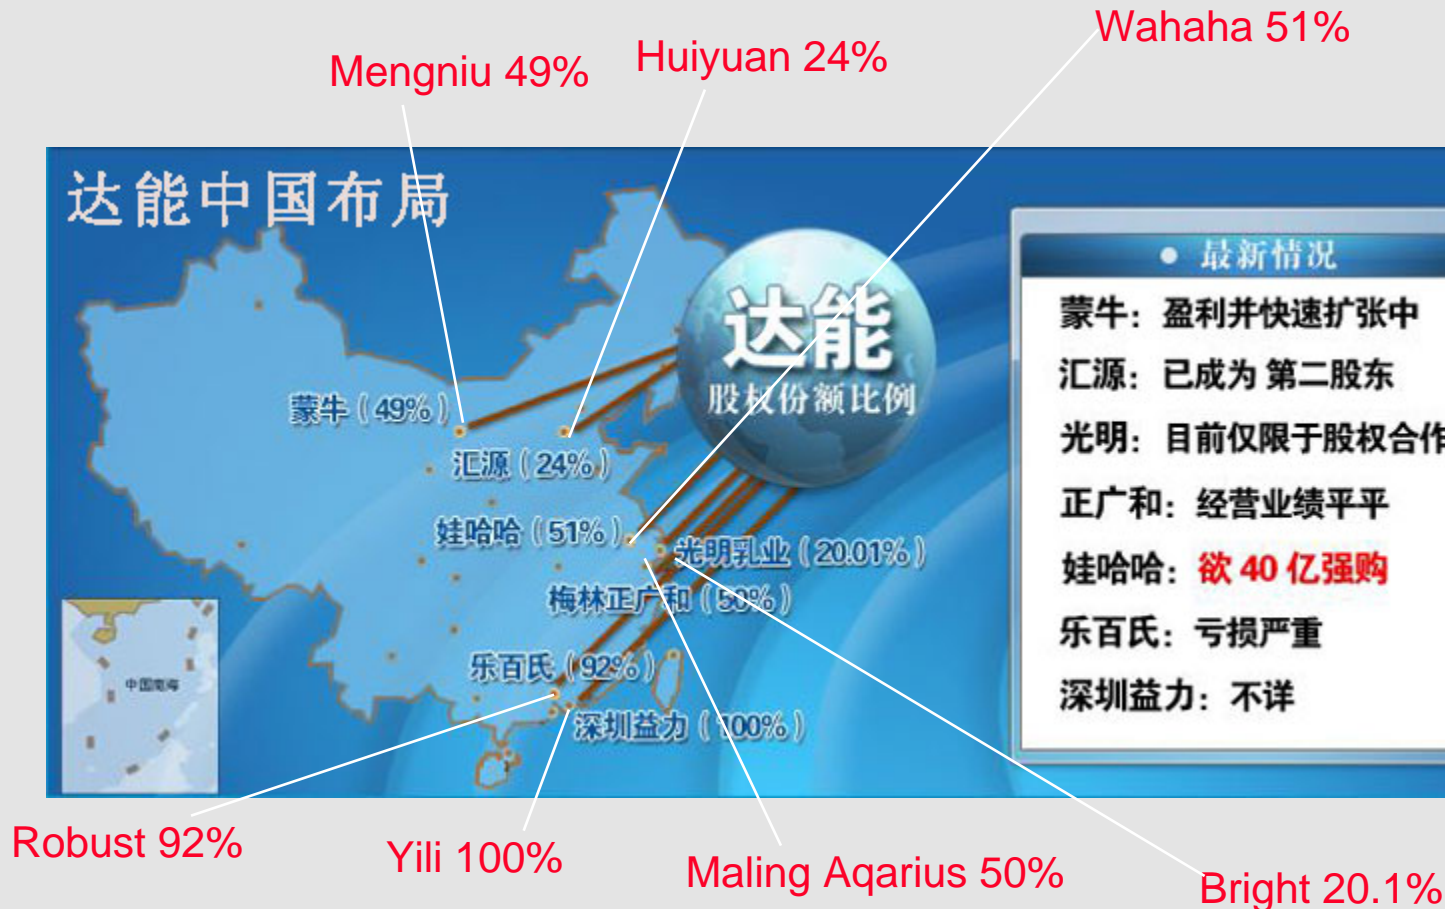 Wahaha 51%
Mengniu 49%
Huiyuan 24%
达能中国布局
达能
股权份额比例
蒙牛（49%）
汇源（24%）
娃哈哈（51%）
光明乳业（20.01%）
梅林正广和（50%）
乐百氏（92%）
深圳益力（100%）
中国南海
● 最新情况
蒙牛：盈利并快速扩张中
汇源：已成为 第二股东
光明：目前仅限于股权合作
正广和：经营业绩平平
娃哈哈：欲 40 亿强购
乐百氏：亏损严重
深圳益力：不详
Robust 92%
Yili 100%
Maling Aqarius 50%
Bright 20.1%